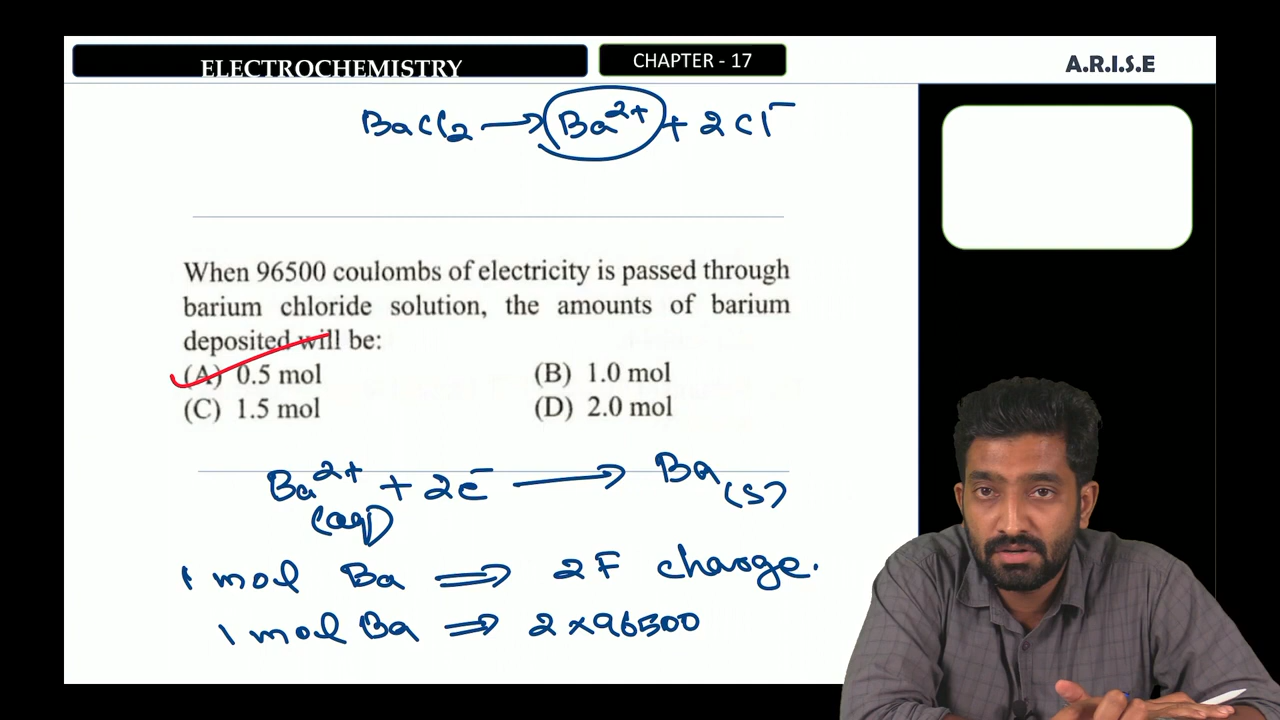 ELECTROCHEMISTRY
CHAPTER - 17
A.R.I.S.E
BaCl₂ → Ba²⁺ + 2Cl⁻
When 96500 coulombs of electricity is passed through
barium chloride solution, the amounts of barium
deposited will be:
(A) 0.5 mol (B) 1.0 mol
(C) 1.5 mol (D) 2.0 mol
Ba²⁺ + 2e⁻ → Ba (s)
(aq)
1 mol Ba ⇒ 2F charge.
1 mol Ba ⇒ 2×96500